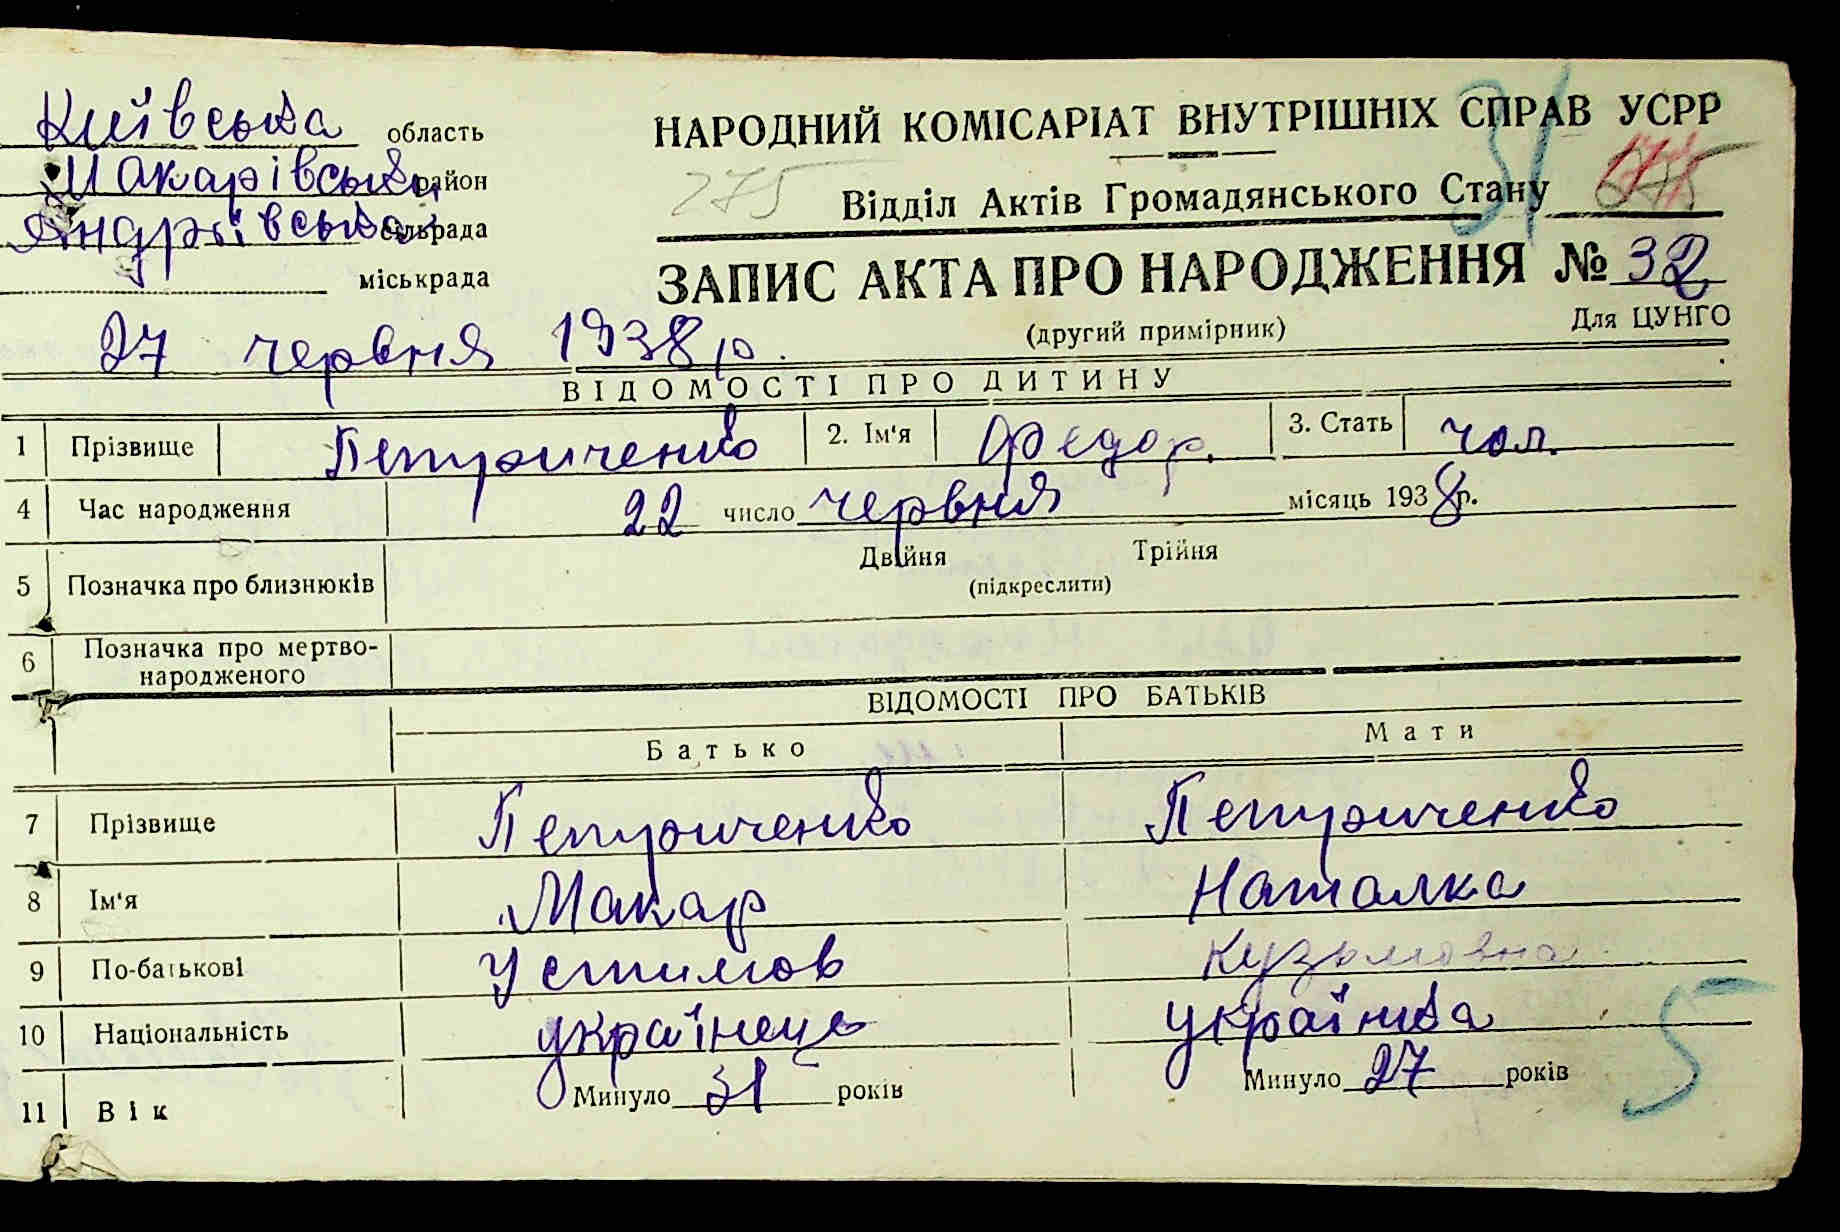 Київська область
Макарівський район
Андріївська сільрада
міськрада
НАРОДНИЙ КОМІСАРІАТ ВНУТРІШНІХ СПРАВ УСРР
275
31
Відділ Актів Громадянського Стану
ЗАПИС АКТА ПРО НАРОДЖЕННЯ № 32
27 червня 1938 р.
(другий примірник)
Для ЦУНГО
ВІДОМОСТІ ПРО ДИТИНУ
1 Прізвище Петриченко 2. Ім'я Федор. 3. Стать чол.
4 Час народження 22 число червня місяць 1938 р.
5 Позначка про близнюків Двійня Трійня
(підкреслити)
6 Позначка про мертво-
народженого
ВІДОМОСТІ ПРО БАТЬКІВ
Батько Мати
7 Прізвище Петриченко Петриченко
8 Ім'я Макар Наталка
9 По-батькові Устимов Кузьмовна
10 Національність українець українка
11 Вік Минуло 31 років Минуло 27 років
5